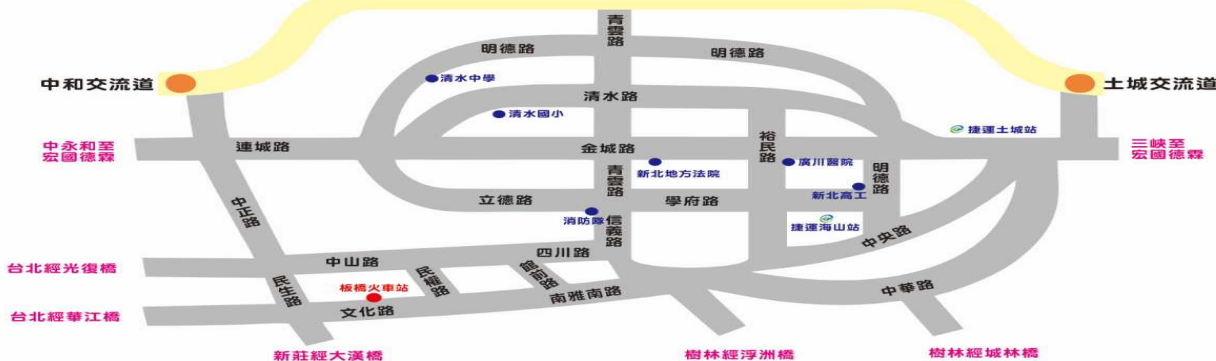 青雲路
明德路
明德路
清水中學
中和交流道
土城交流道
清水路
清水國小
捷運土城站
中永和至
宏國德霖
連城路
金城路
裕民路
三峽至
宏國德霖
新北地方法院
廣川醫院
青雲路
明德路
新北高工
立德路
學府路
中正路
消防隊
信義路
捷運海山站
中央路
四川路
台北經光復橋
中山路
民權路
館前路
民生路
板橋火車站
南雅南路
中華路
文化路
台北經華江橋
新莊經大漢橋
樹林經浮洲橋
樹林經城林橋